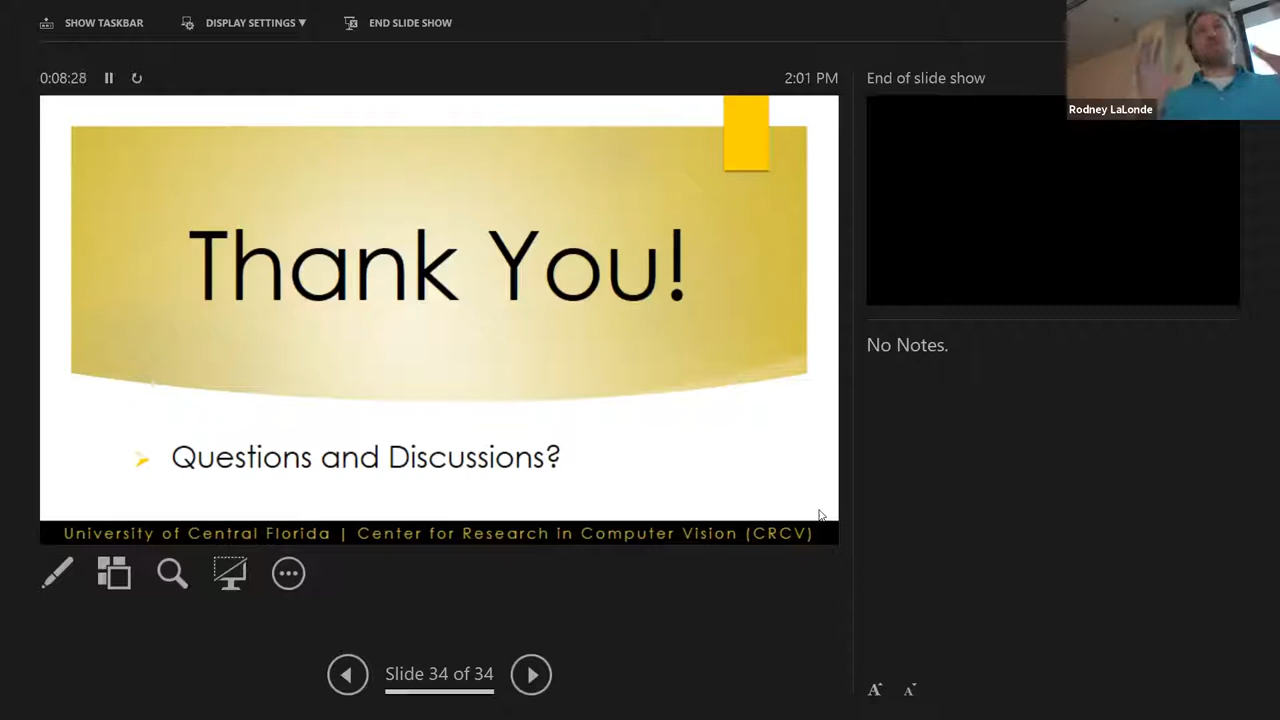 SHOW TASKBAR
DISPLAY SETTINGS ▼
END SLIDE SHOW
0:08:28
2:01 PM
End of slide show
Rodney LaLonde
Thank You!
No Notes.
Questions and Discussions?
University of Central Florida | Center for Research in Computer Vision (CRCV)
Slide 34 of 34
A A